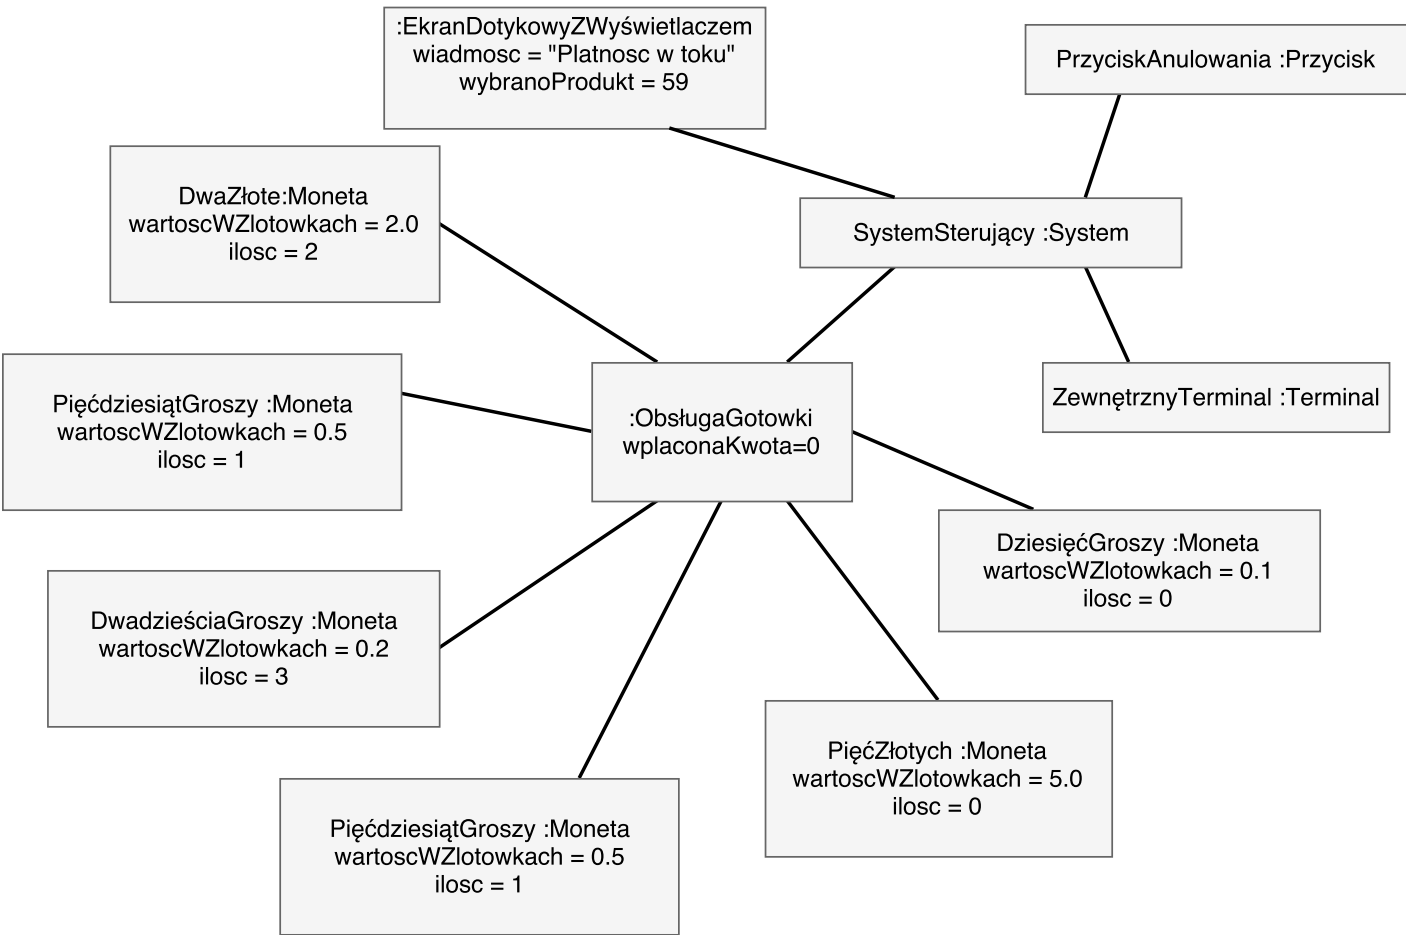 :EkranDotykowyZWyświetlaczem
wiadmosc = "Platnosc w toku"
wybranoProdukt = 59
PrzyciskAnulowania :Przycisk
DwaZłote:Moneta
wartoscWZlotowkach = 2.0
ilosc = 2
SystemSterujący :System
PięćdziesiątGroszy :Moneta
wartoscWZlotowkach = 0.5
ilosc = 1
:ObsługaGotowki
wplaconaKwota=0
ZewnętrznyTerminal :Terminal
DziesięćGroszy :Moneta
wartoscWZlotowkach = 0.1
ilosc = 0
DwadzieściaGroszy :Moneta
wartoscWZlotowkach = 0.2
ilosc = 3
PięćZłotych :Moneta
wartoscWZlotowkach = 5.0
ilosc = 0
PięćdziesiątGroszy :Moneta
wartoscWZlotowkach = 0.5
ilosc = 1